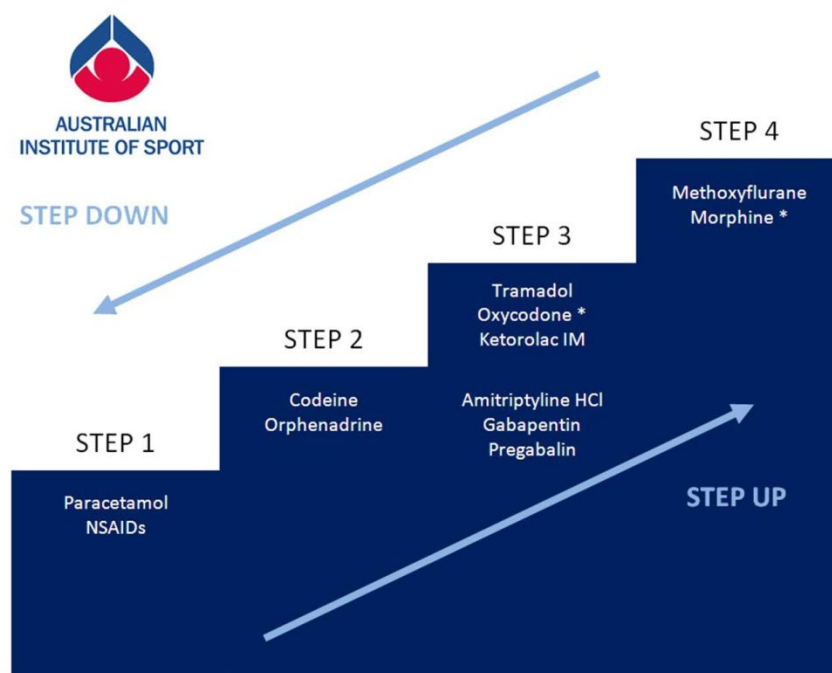 AUSTRALIAN
INSTITUTE OF SPORT
STEP DOWN
STEP 4
Methoxyflurane
Morphine *
STEP 3
Tramadol
Oxycodone *
Ketorolac IM
Amitriptyline HCl
Gabapentin
Pregabalin
STEP 2
Codeine
Orphenadrine
STEP 1
Paracetamol
NSAIDs
STEP UP